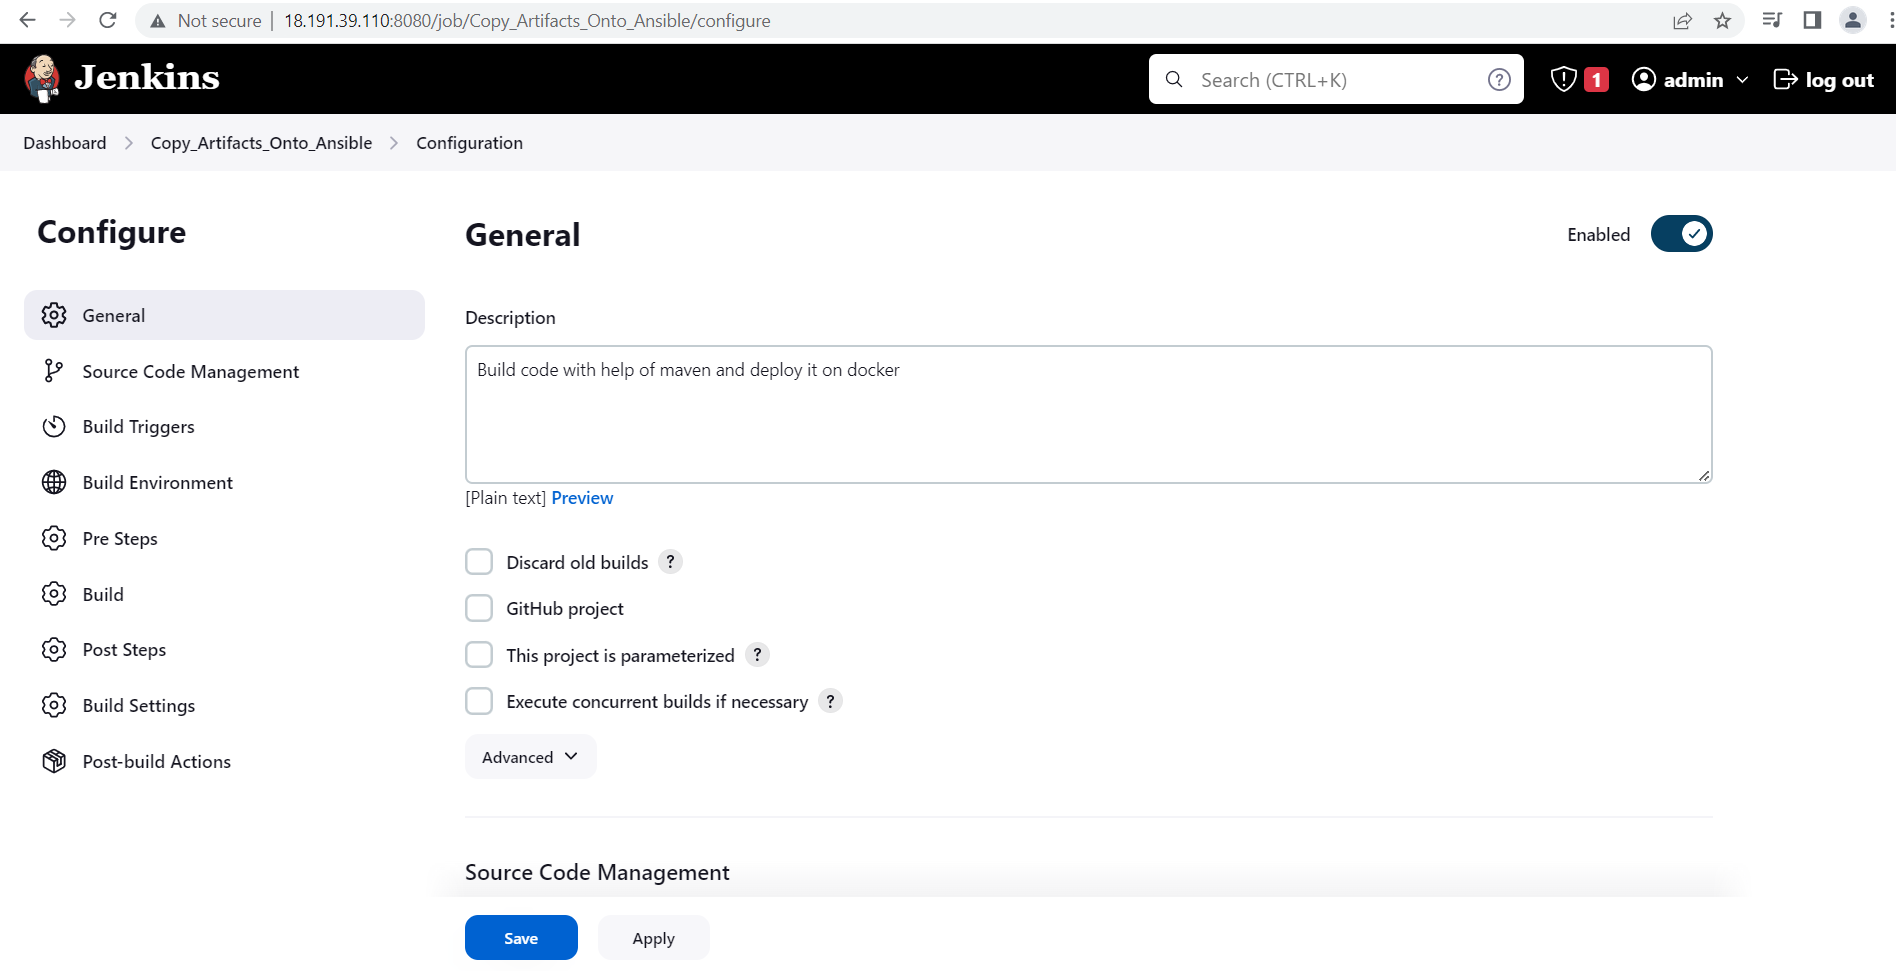 Not secure | 18.191.39.110:8080/job/Copy_Artifacts_Onto_Ansible/configure
Jenkins
Search (CTRL+K) ?
1
admin
log out
Dashboard
Copy_Artifacts_Onto_Ansible
Configuration
Configure
General
Source Code Management
Build Triggers
Build Environment
Pre Steps
Build
Post Steps
Build Settings
Post-build Actions
General
Enabled
Description
Build code with help of maven and deploy it on docker
[Plain text] Preview
Discard old builds ?
GitHub project
This project is parameterized ?
Execute concurrent builds if necessary ?
Advanced
Source Code Management
Save
Apply